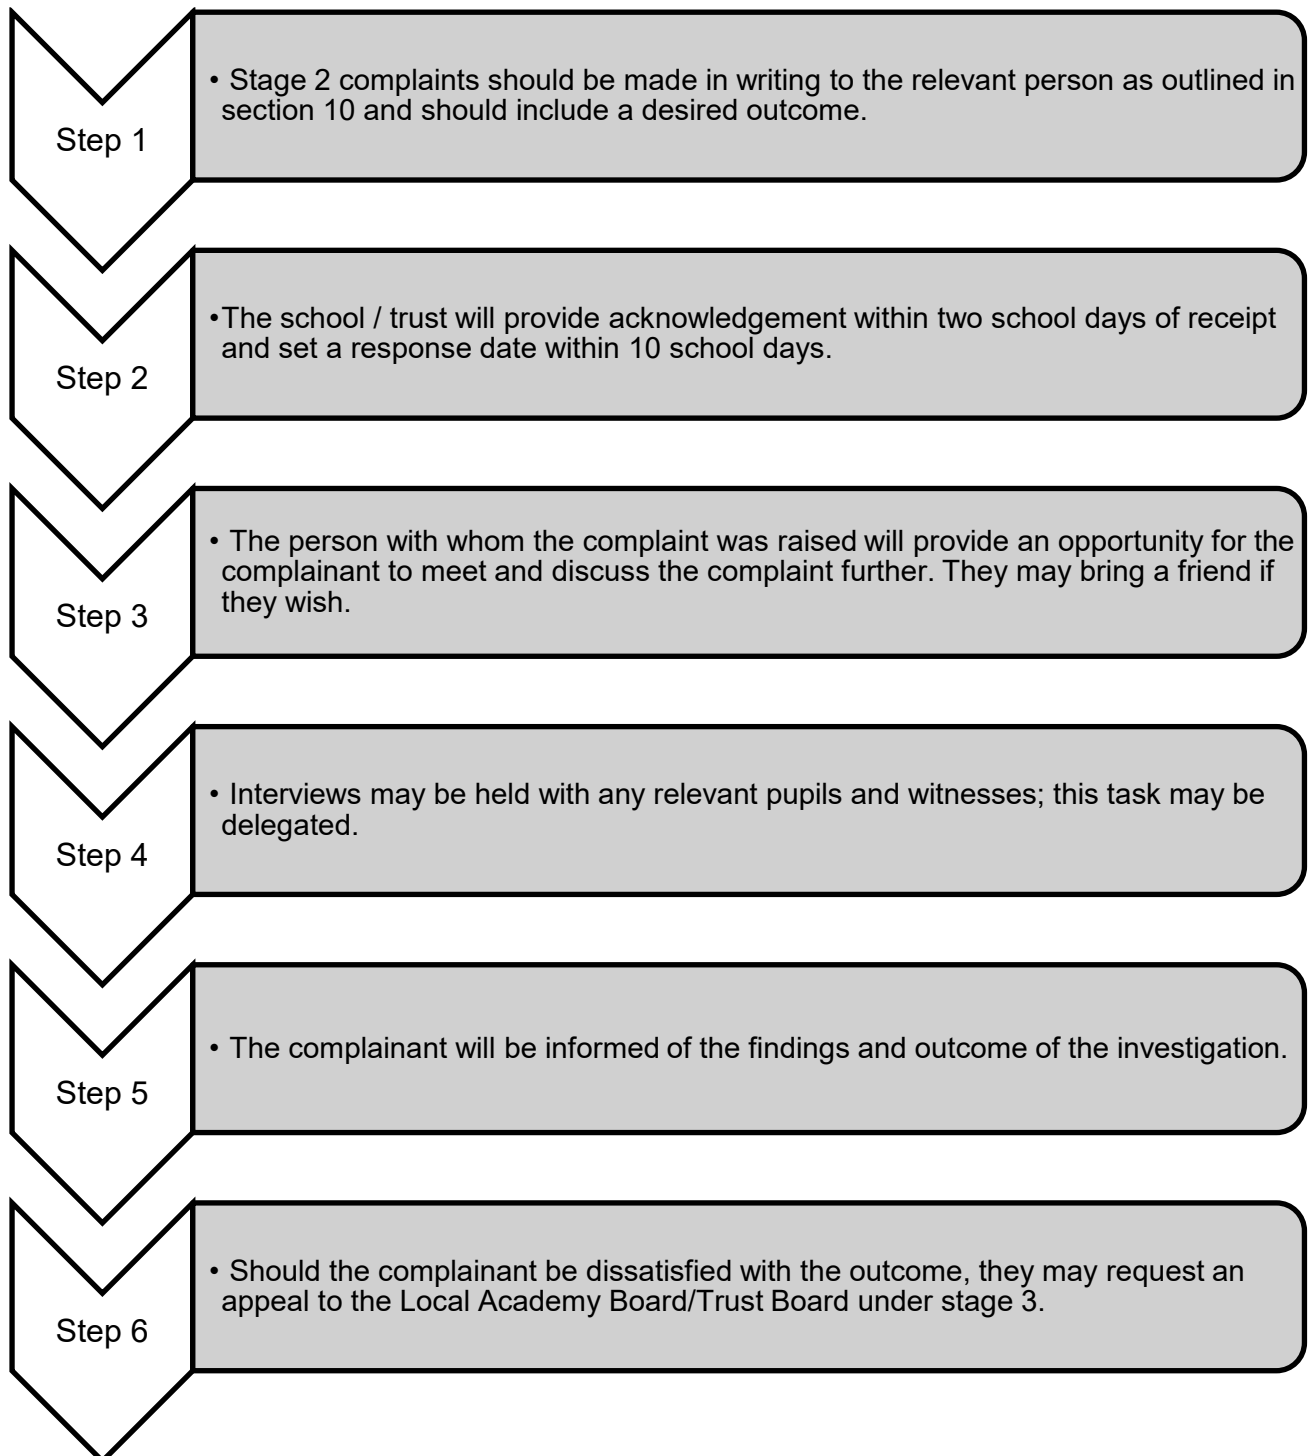 Step 1
• Stage 2 complaints should be made in writing to the relevant person as outlined in
section 10 and should include a desired outcome.
Step 2
•The school / trust will provide acknowledgement within two school days of receipt
and set a response date within 10 school days.
Step 3
• The person with whom the complaint was raised will provide an opportunity for the
complainant to meet and discuss the complaint further. They may bring a friend if
they wish.
Step 4
• Interviews may be held with any relevant pupils and witnesses; this task may be
delegated.
Step 5
• The complainant will be informed of the findings and outcome of the investigation.
Step 6
• Should the complainant be dissatisfied with the outcome, they may request an
appeal to the Local Academy Board/Trust Board under stage 3.